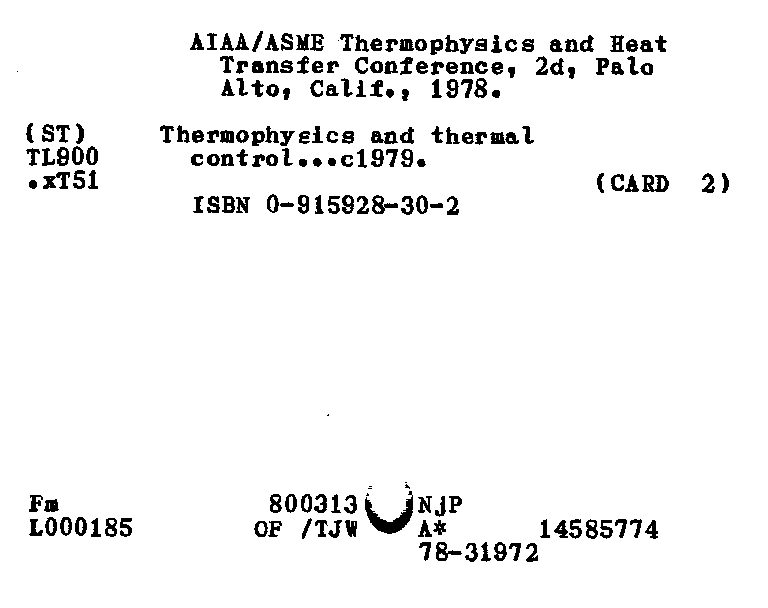 AIAA/ASME Thermophysics and Heat
Transfer Conference, 2d, Palo
Alto, Calif., 1978.
(ST) Thermophysics and thermal
TL900 control...c1979.
.xT51 (CARD 2)
ISBN 0-915928-30-2
Fm 800313 NjP
L000185 OF /TJW A* 14585774
78-31972